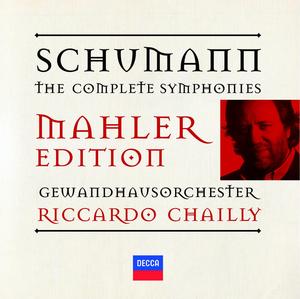 SCHUMANN
THE COMPLETE SYMPHONIES
MAHLER
EDITION
GEWANDHAUSORCHESTER
RICCARDO CHAILLY
DECCA